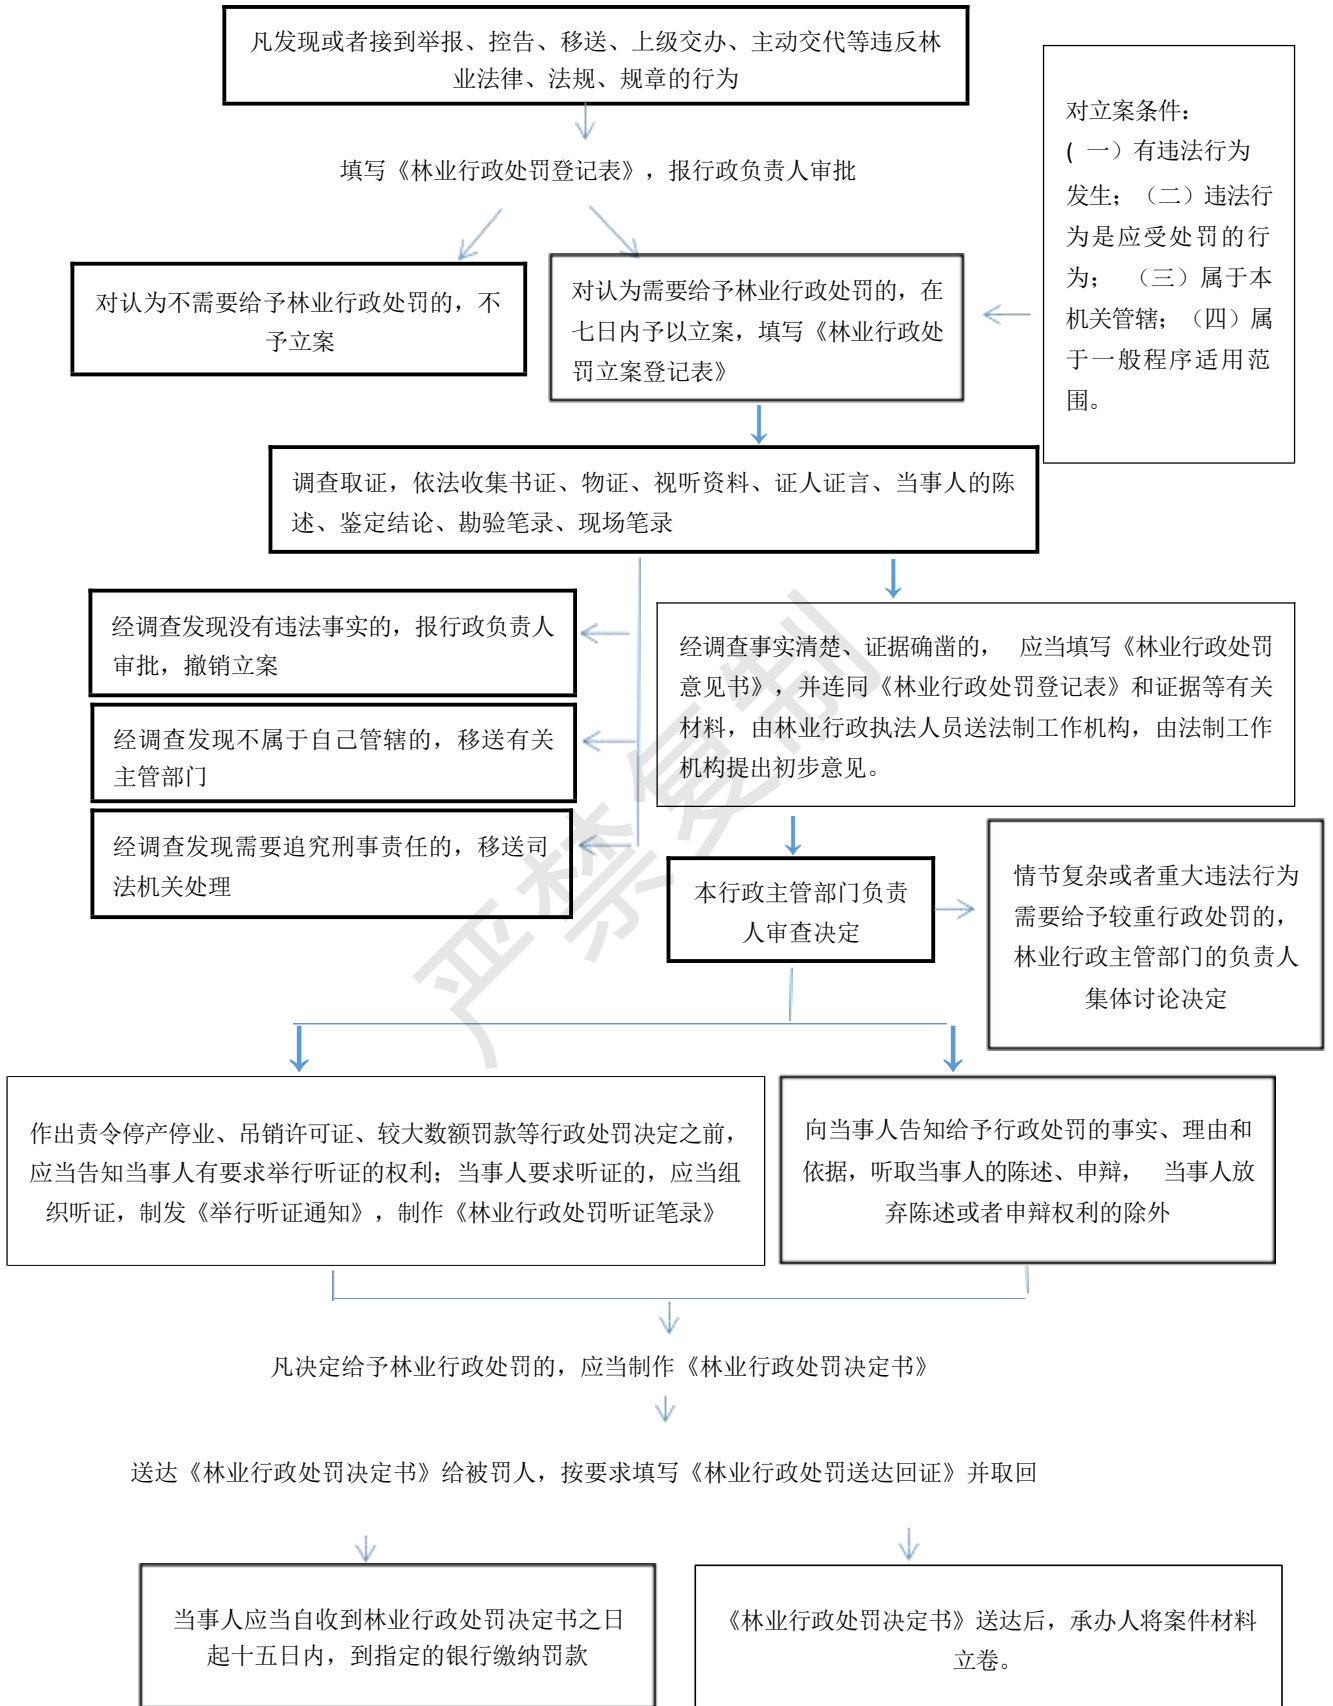 凡发现或者接到举报、控告、移送、上级交办、主动交代等违反林
业法律、法规、规章的行为
对立案条件：
( 一）有违法行为
发生；（二）违法行
为是应受处罚的行
为； （三）属于本
机关管辖；（四）属
于一般程序适用范
围。
填写《林业行政处罚登记表》，报行政负责人审批
对认为不需要给予林业行政处罚的，不
予立案
对认为需要给予林业行政处罚的，在
七日内予以立案，填写《林业行政处
罚立案登记表》
调查取证，依法收集书证、物证、视听资料、证人证言、当事人的陈
述、鉴定结论、勘验笔录、现场笔录
经调查发现没有违法事实的，报行政负责人
审批，撤销立案
经调查发现不属于自己管辖的，移送有关
主管部门
经调查发现需要追究刑事责任的，移送司
法机关处理
经调查事实清楚、证据确凿的， 应当填写《林业行政处罚
意见书》，并连同《林业行政处罚登记表》和证据等有关
材料，由林业行政执法人员送法制工作机构，由法制工作
机构提出初步意见。
本行政主管部门负责
人审查决定
情节复杂或者重大违法行为
需要给予较重行政处罚的，
林业行政主管部门的负责人
集体讨论决定
作出责令停产停业、吊销许可证、较大数额罚款等行政处罚决定之前，
应当告知当事人有要求举行听证的权利；当事人要求听证的，应当组
织听证，制发《举行听证通知》，制作《林业行政处罚听证笔录》
向当事人告知给予行政处罚的事实、理由和
依据，听取当事人的陈述、申辩， 当事人放
弃陈述或者申辩权利的除外
凡决定给予林业行政处罚的，应当制作《林业行政处罚决定书》
送达《林业行政处罚决定书》给被罚人，按要求填写《林业行政处罚送达回证》并取回
当事人应当自收到林业行政处罚决定书之日
起十五日内，到指定的银行缴纳罚款
《林业行政处罚决定书》送达后，承办人将案件材料
立卷。
严禁复制